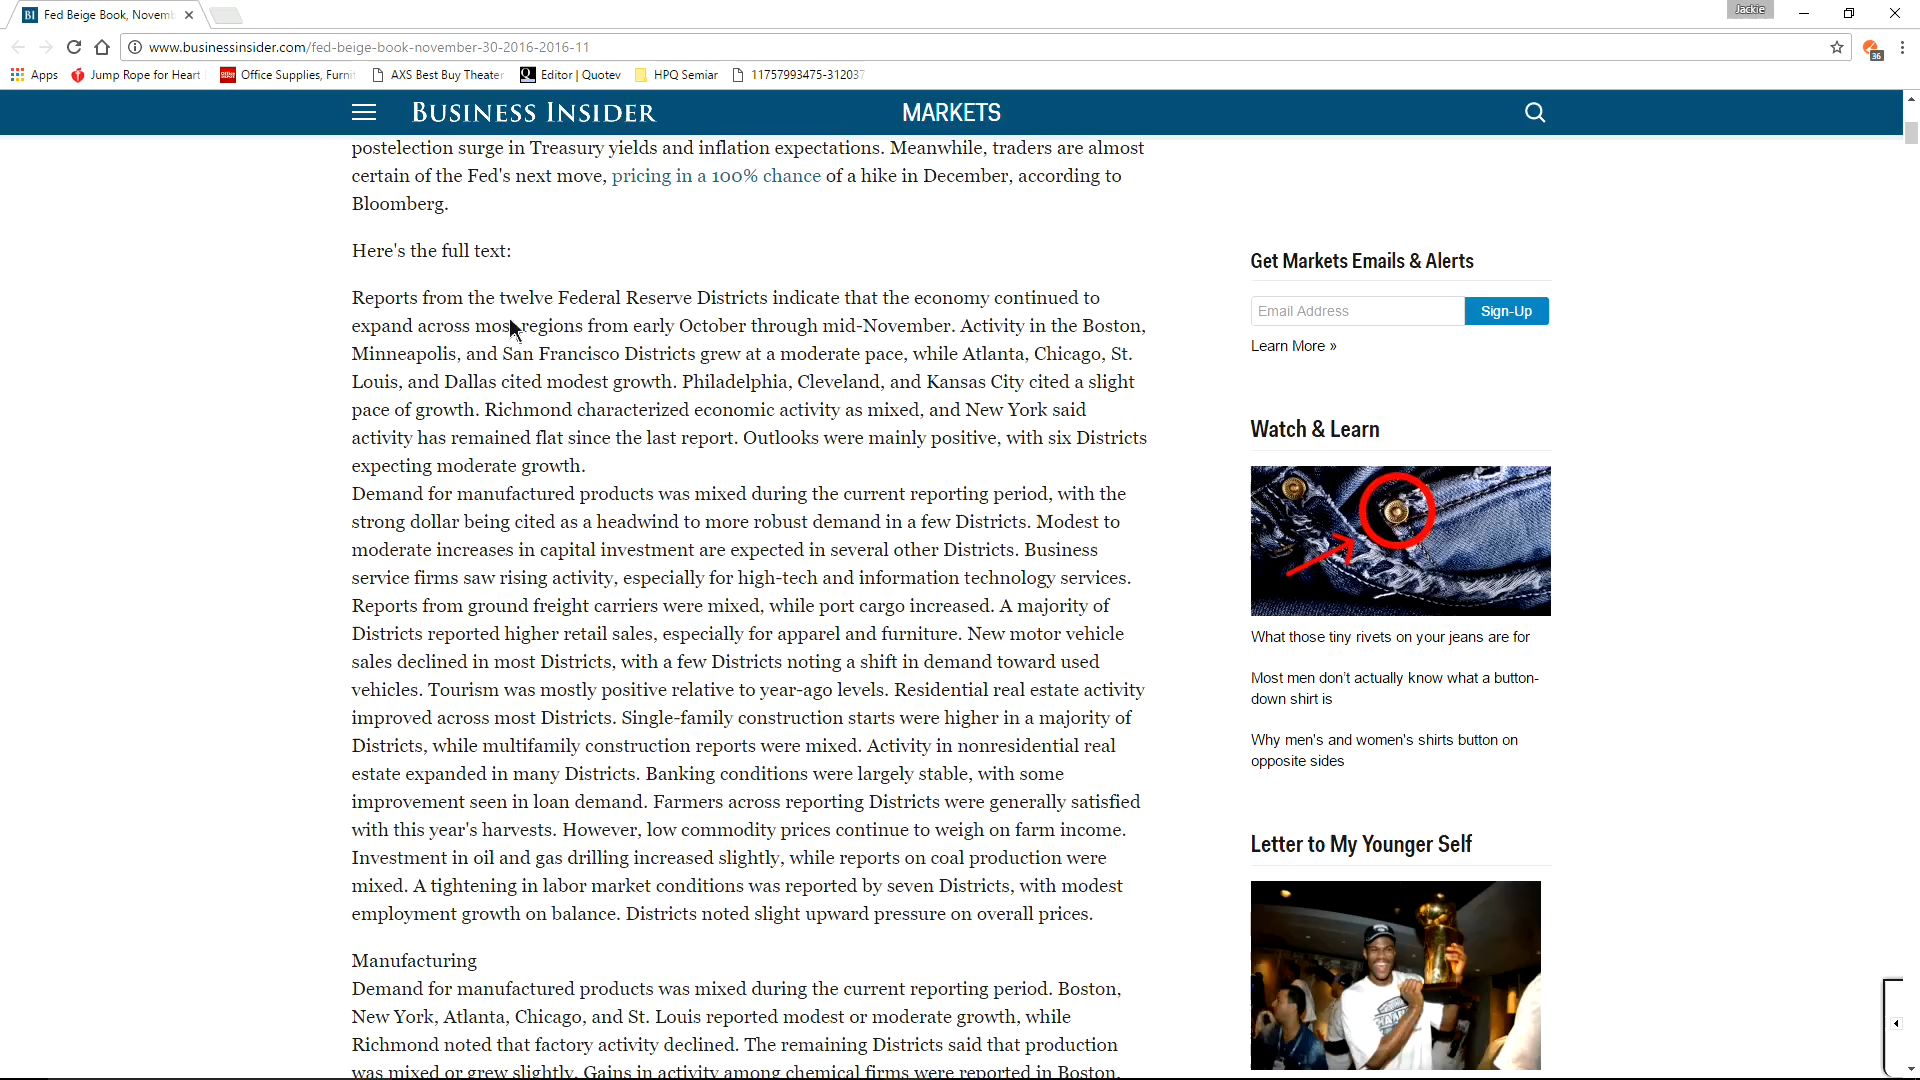 Fed Beige Book, Novem
Jackie
www.businessinsider.com/fed-beige-book-november-30-2016-2016-11
36
Apps
Jump Rope for Heart
Office Supplies, Furni
AXS Best Buy Theater
Editor | Quotev
HPQ Semiar
11757993475-312037
BUSINESS INSIDER
MARKETS
postelection surge in Treasury yields and inflation expectations. Meanwhile, traders are almost
certain of the Fed's next move, pricing in a 100% chance of a hike in December, according to
Bloomberg.
Here's the full text:
Reports from the twelve Federal Reserve Districts indicate that the economy continued to
expand across most regions from early October through mid-November. Activity in the Boston,
Minneapolis, and San Francisco Districts grew at a moderate pace, while Atlanta, Chicago, St.
Louis, and Dallas cited modest growth. Philadelphia, Cleveland, and Kansas City cited a slight
pace of growth. Richmond characterized economic activity as mixed, and New York said
activity has remained flat since the last report. Outlooks were mainly positive, with six Districts
expecting moderate growth.
Demand for manufactured products was mixed during the current reporting period, with the
strong dollar being cited as a headwind to more robust demand in a few Districts. Modest to
moderate increases in capital investment are expected in several other Districts. Business
service firms saw rising activity, especially for high-tech and information technology services.
Reports from ground freight carriers were mixed, while port cargo increased. A majority of
Districts reported higher retail sales, especially for apparel and furniture. New motor vehicle
sales declined in most Districts, with a few Districts noting a shift in demand toward used
vehicles. Tourism was mostly positive relative to year-ago levels. Residential real estate activity
improved across most Districts. Single-family construction starts were higher in a majority of
Districts, while multifamily construction reports were mixed. Activity in nonresidential real
estate expanded in many Districts. Banking conditions were largely stable, with some
improvement seen in loan demand. Farmers across reporting Districts were generally satisfied
with this year's harvests. However, low commodity prices continue to weigh on farm income.
Investment in oil and gas drilling increased slightly, while reports on coal production were
mixed. A tightening in labor market conditions was reported by seven Districts, with modest
employment growth on balance. Districts noted slight upward pressure on overall prices.
Manufacturing
Demand for manufactured products was mixed during the current reporting period. Boston,
New York, Atlanta, Chicago, and St. Louis reported modest or moderate growth, while
Richmond noted that factory activity declined. The remaining Districts said that production
was mixed or grew slightly. Gains in activity among chemical firms were reported in Boston,
Get Markets Emails & Alerts
Email Address
Sign-Up
Learn More »
Watch & Learn
What those tiny rivets on your jeans are for
Most men don't actually know what a button-
down shirt is
Why men's and women's shirts button on
opposite sides
Letter to My Younger Self